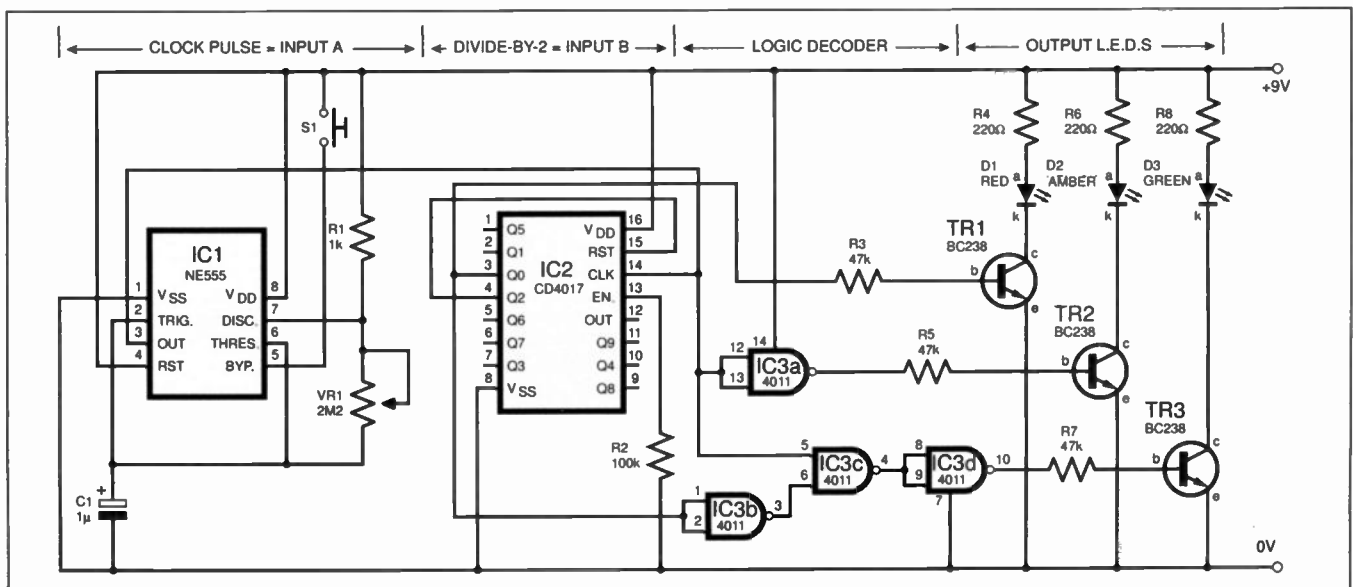 CLOCK PULSE = INPUT A
DIVIDE-BY-2 = INPUT B
LOGIC DECODER
OUTPUT L.E.D.S
+9V
S1
R1
1k
IC1
NE555
1
VSS
2
TRIG.
3
OUT
4
RST
VDD
8
DISC.
7
THRES.
6
BYP.
5
VR1
2M2
C1
+
1µ
IC2
CD4017
1
Q5
2
Q1
3
Q0
4
Q2
5
Q6
6
Q7
7
Q3
8
VSS
VDD
16
RST
15
CLK
14
EN.
13
OUT
12
Q9
11
Q4
10
Q8
9
R2
100k
R3
47k
12
13
14
IC3a
4011
R5
47k
1
2
IC3b
4011
3
5
6
IC3c
4011
4
8
9
IC3d
4011
10
7
R7
47k
R4
220Ω
R6
220Ω
R8
220Ω
D1
RED
a
k
D2
AMBER
a
k
D3
GREEN
a
k
TR1
BC238
b
c
e
TR2
BC238
b
c
e
TR3
BC238
b
c
e
0V